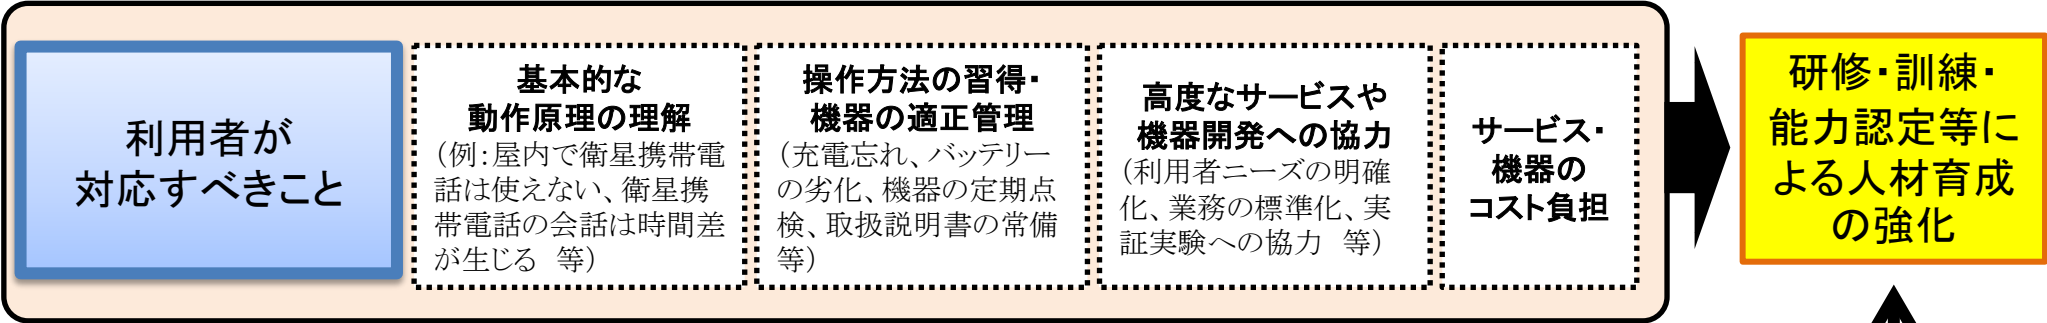 利用者が
対応すべきこと
基本的な
動作原理の理解
（例：屋内で衛星携帯電
話は使えない、衛星携
帯電話の会話は時間差
が生じる　等）
操作方法の習得・
機器の適正管理
（充電忘れ、バッテリー
の劣化、機器の定期点
検、取扱説明書の常備
等）
高度なサービスや
機器開発への協力
（利用者ニーズの明確
化、業務の標準化、実
証実験への協力　等）
サービス・
機器の
コスト負担
研修・訓練・
能力認定等に
よる人材育成
の強化